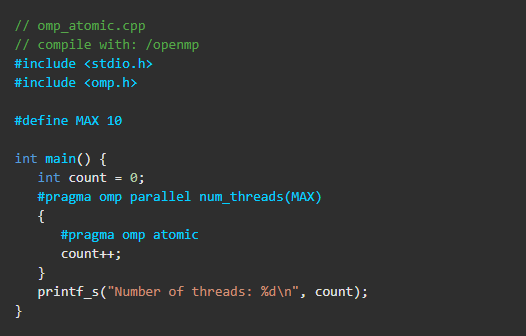 // omp_atomic.cpp
// compile with: /openmp
#include <stdio.h>
#include <omp.h>
#define MAX 10
int main() {
int count = 0;
#pragma omp parallel num_threads(MAX)
{
#pragma omp atomic
count++;
}
printf_s("Number of threads: %d\n", count);
}